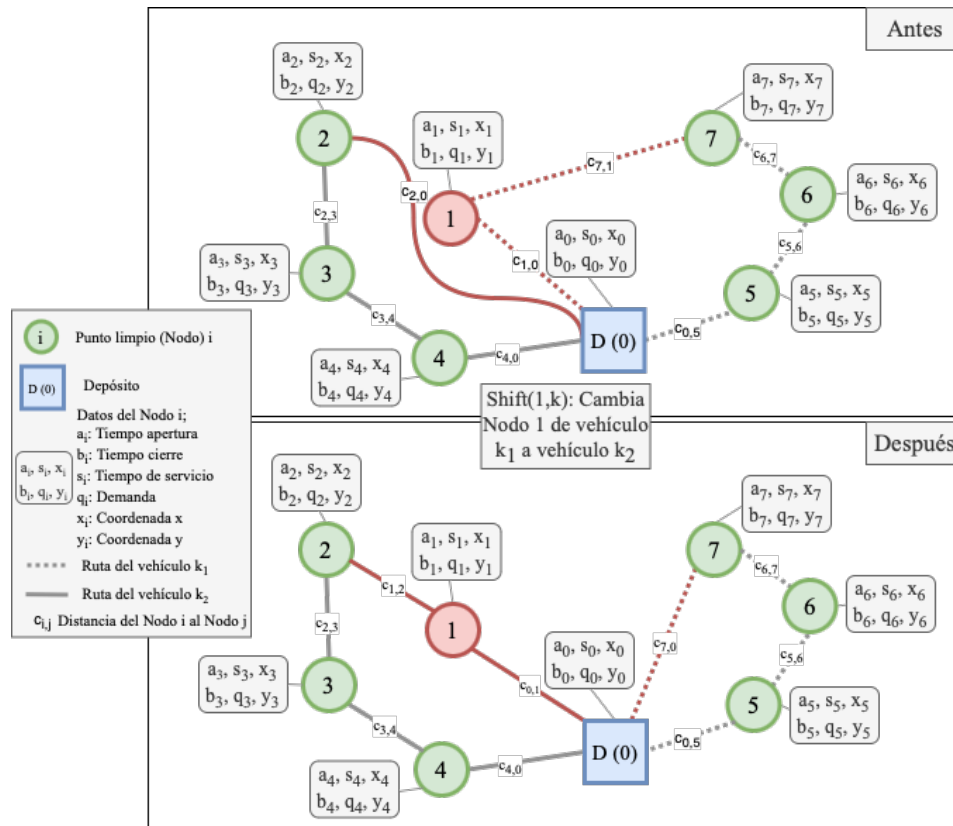 Antes
a2, s2, x2
b2, q2, y2
2
a1, s1, x1
b1, q1, y1
1
a7, s7, x7
b7, q7, y7
7
c7,1
c6,7
c2,0
c2,3
a6, s6, x6
b6, q6, y6
6
a3, s3, x3
b3, q3, y3
3
c1,0
a0, s0, x0
b0, q0, y0
c5,6
5
a5, s5, x5
b5, q5, y5
c3,4
a4, s4, x4
b4, q4, y4
4
c4,0
D (0)
c0,5
Shift(1,k): Cambia
Nodo 1 de vehículo
k1 a vehículo k2
i
Punto limpio (Nodo) i
D (0)
Depósito
Datos del Nodo i;
ai: Tiempo apertura
bi: Tiempo cierre
si: Tiempo de servicio
qi: Demanda
xi: Coordenada x
yi: Coordenada y
ai, si, xi
bi, qi, yi
Ruta del vehículo k1
Ruta del vehículo k2
ci,j Distancia del Nodo i al Nodo j
Después
a2, s2, x2
b2, q2, y2
2
a1, s1, x1
b1, q1, y1
1
a7, s7, x7
b7, q7, y7
7
c6,7
c1,2
c2,3
a6, s6, x6
b6, q6, y6
6
a3, s3, x3
b3, q3, y3
3
c0,1
a0, s0, x0
b0, q0, y0
c7,0
c5,6
5
a5, s5, x5
b5, q5, y5
c3,4
a4, s4, x4
b4, q4, y4
4
c4,0
D (0)
c0,5